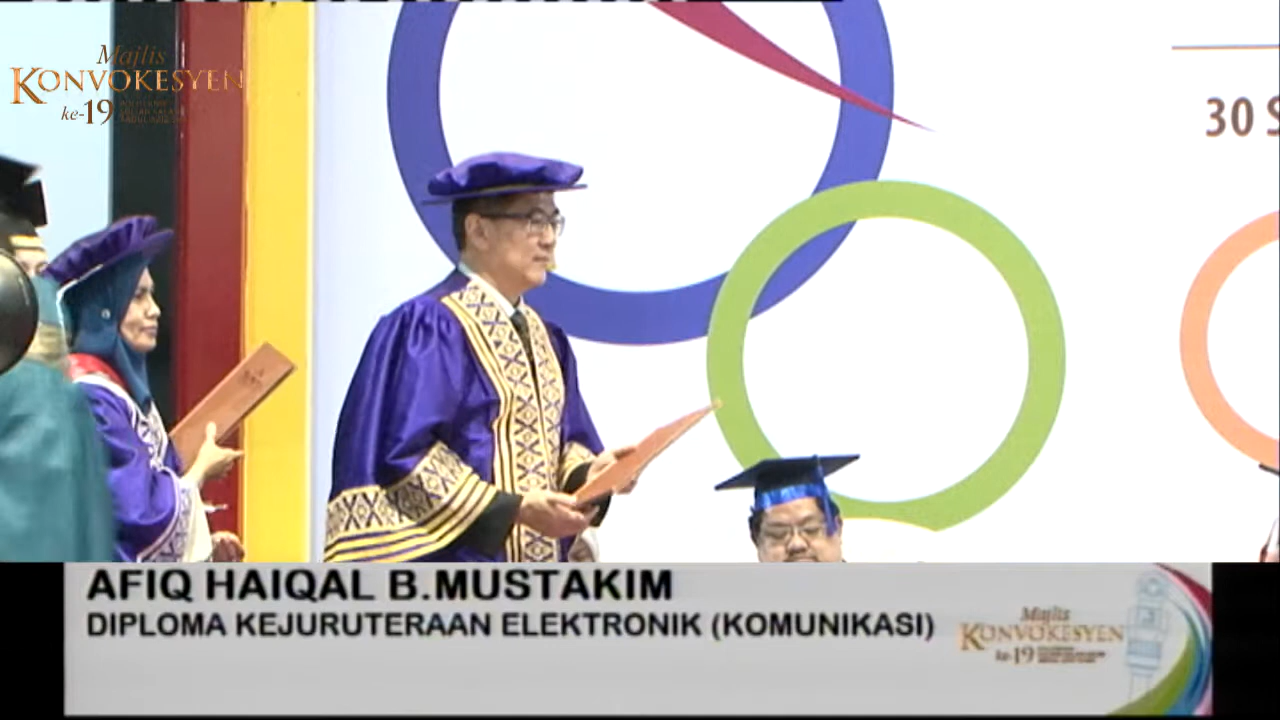 Majlis
KONVOKESYEN
ke-19
30 S
AFIQ HAIQAL B.MUSTAKIM
DIPLOMA KEJURUTERAAN ELEKTRONIK (KOMUNIKASI)
Majlis
KONVOKESYEN
ke-19